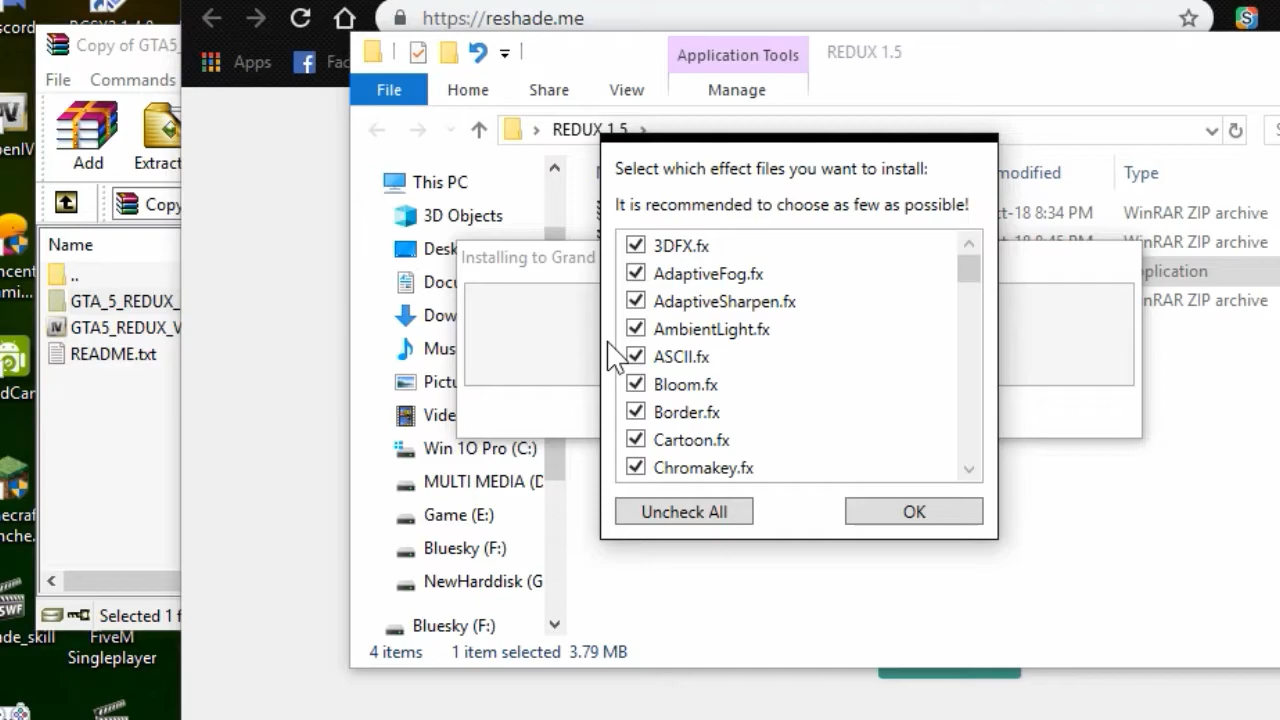 https://reshade.me
Apps
Copy of GTA5_
File Commands
Add Extract
Name
..
GTA_5_REDUX_
GTA5_REDUX_V
README.txt
Selected 1 f
FiveM
Singleplayer
Application Tools
REDUX 1.5
File Home Share View Manage
REDUX 1.5
This PC
3D Objects
Desk
Docu
Dow
Mus
Pictu
Vide
Win 10 Pro (C:)
MULTI MEDIA (D
Game (E:)
Bluesky (F:)
NewHarddisk (G
Bluesky (F:)
4 items 1 item selected 3.79 MB
modified Type
ct-18 8:34 PM WinRAR ZIP archive
WinRAR ZIP archive
pplication
nRAR ZIP archive
Installing to Grand
Select which effect files you want to install:
It is recommended to choose as few as possible!
3DFX.fx
AdaptiveFog.fx
AdaptiveSharpen.fx
AmbientLight.fx
ASCII.fx
Bloom.fx
Border.fx
Cartoon.fx
Chromakey.fx
Uncheck All OK